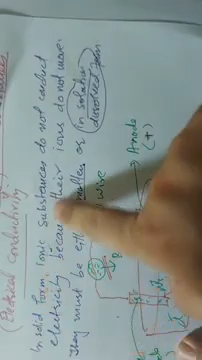 (Electrical conductivity)
In solid form ionic substances do not conduct
electricity because their ions do not move.
They must be either molten or (in solution
dissolved
wire
Anode
(+)